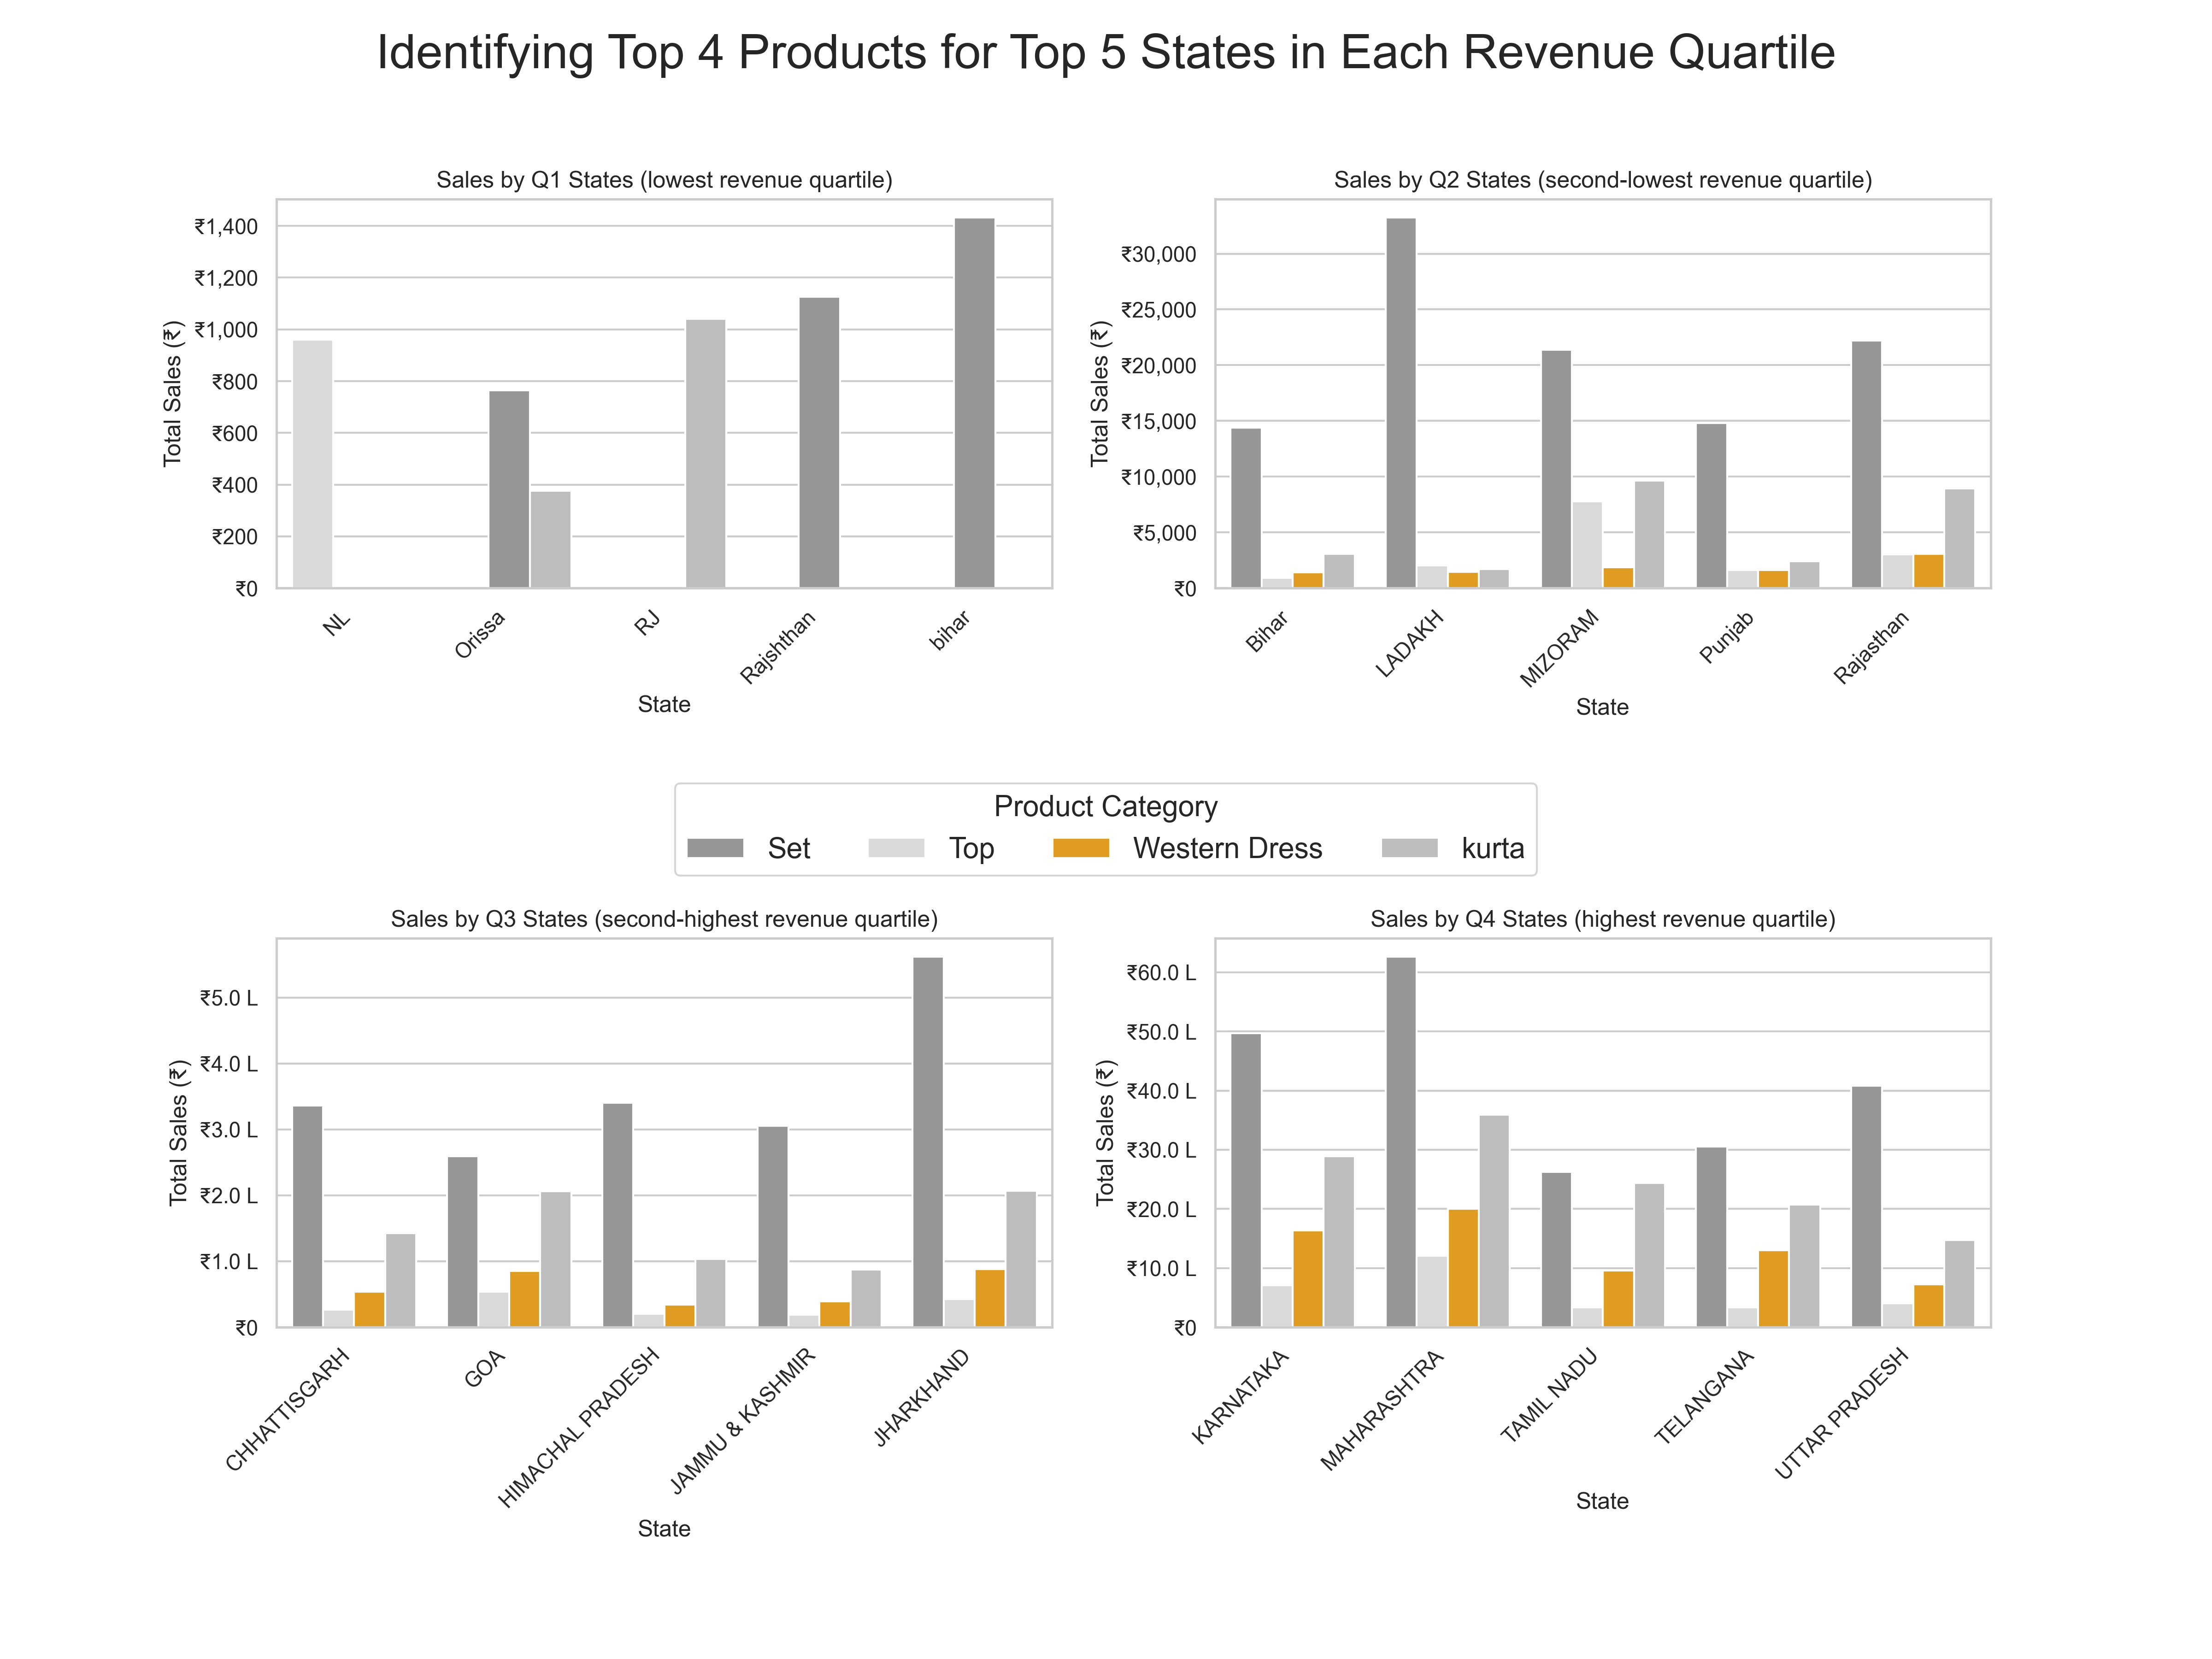 Identifying Top 4 Products for Top 5 States in Each Revenue Quartile
Sales by Q1 States (lowest revenue quartile)
Total Sales (₹)
₹1,400
₹1,200
₹1,000
₹800
₹600
₹400
₹200
₹0
NL
Orissa
RJ
Rajshthan
bihar
State
Sales by Q2 States (second-lowest revenue quartile)
Total Sales (₹)
₹30,000
₹25,000
₹20,000
₹15,000
₹10,000
₹5,000
₹0
Bihar
LADAKH
MIZORAM
Punjab
Rajasthan
State
Product Category
Set
Top
Western Dress
kurta
Sales by Q3 States (second-highest revenue quartile)
Total Sales (₹)
₹5.0 L
₹4.0 L
₹3.0 L
₹2.0 L
₹1.0 L
₹0
CHHATTISGARH
GOA
HIMACHAL PRADESH
JAMMU & KASHMIR
JHARKHAND
State
Sales by Q4 States (highest revenue quartile)
Total Sales (₹)
₹60.0 L
₹50.0 L
₹40.0 L
₹30.0 L
₹20.0 L
₹10.0 L
₹0
KARNATAKA
MAHARASHTRA
TAMIL NADU
TELANGANA
UTTAR PRADESH
State